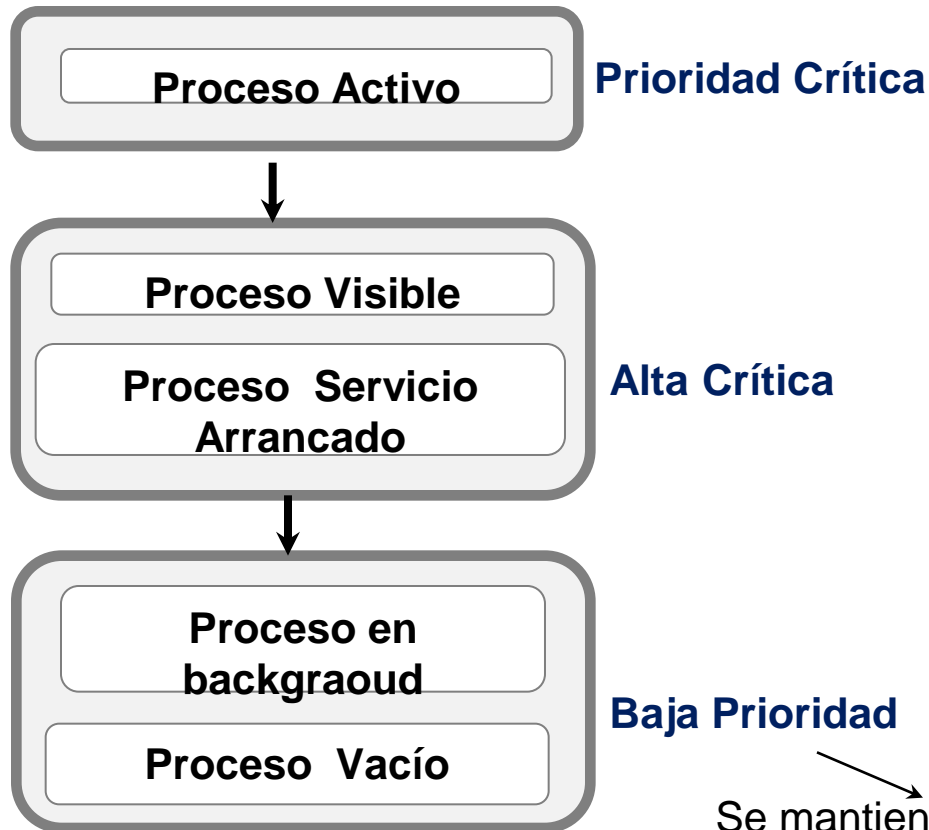 Proceso Activo
Prioridad Crítica
Proceso Visible
Proceso Servicio
Arrancado
Alta Crítica
Proceso en
backgraoud
Baja Prioridad
Proceso Vacío
Se mantien